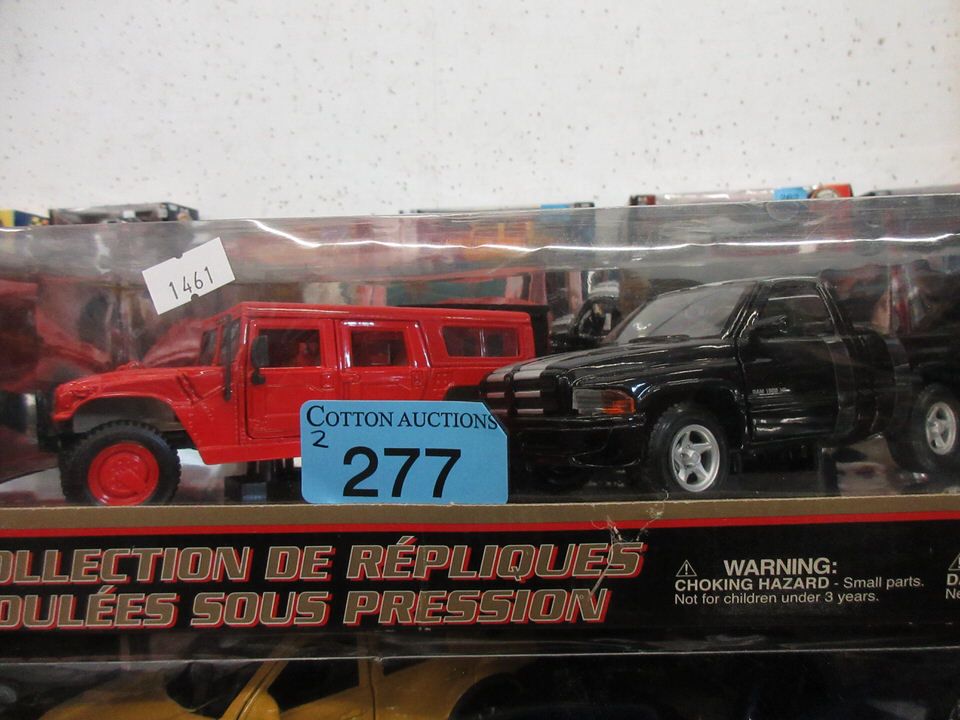 1461
COTTON AUCTIONS
2
277
OLLECTION DE RÉPLIQUES
OULÉES SOUS PRESSION
WARNING:
CHOKING HAZARD - Small parts.
Not for children under 3 years.